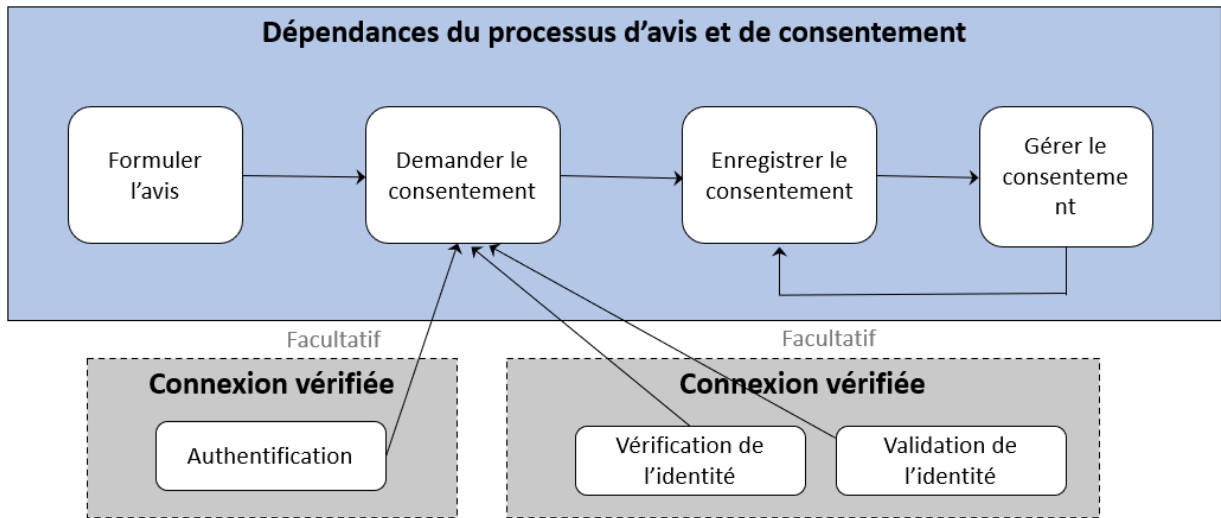 Dépendances du processus d’avis et de consentement
Formuler
l’avis
Demander le
consentement
Enregistrer le
consentement
Gérer le
consenteme
nt
Facultatif
Facultatif
Connexion vérifiée
Connexion vérifiée
Authentification
Vérification de
l’identité
Validation de
l’identité